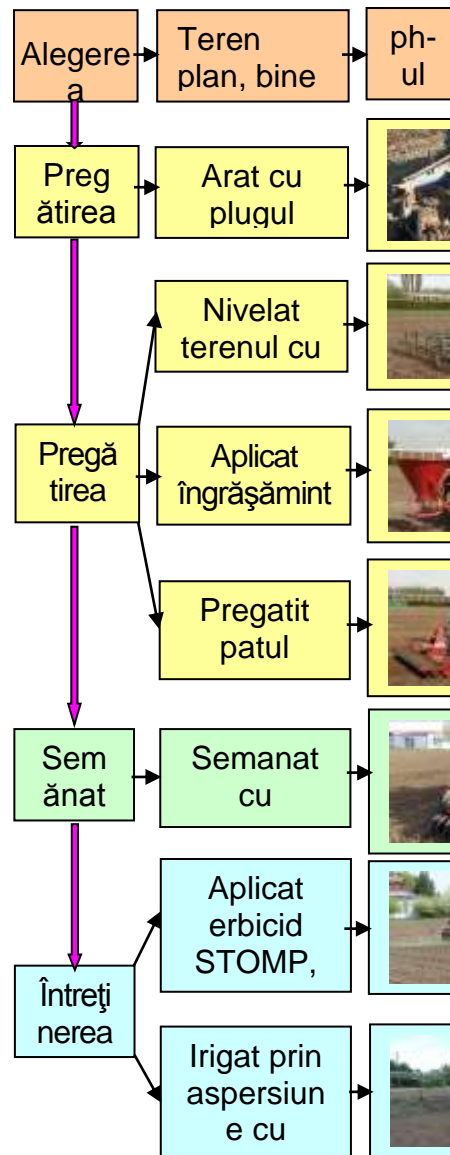 Alegere
a
Teren
plan, bine
ph-
ul
Preg
ătirea
Arat cu
plugul
Nivelat
terenul cu
Pregă
tirea
Aplicat
îngrăşămint
Pregatit
patul
Sem
ănat
Semanat
cu
Aplicat
erbicid
STOMP,
Întreţi
nerea
Irigat prin
aspersiun
e cu